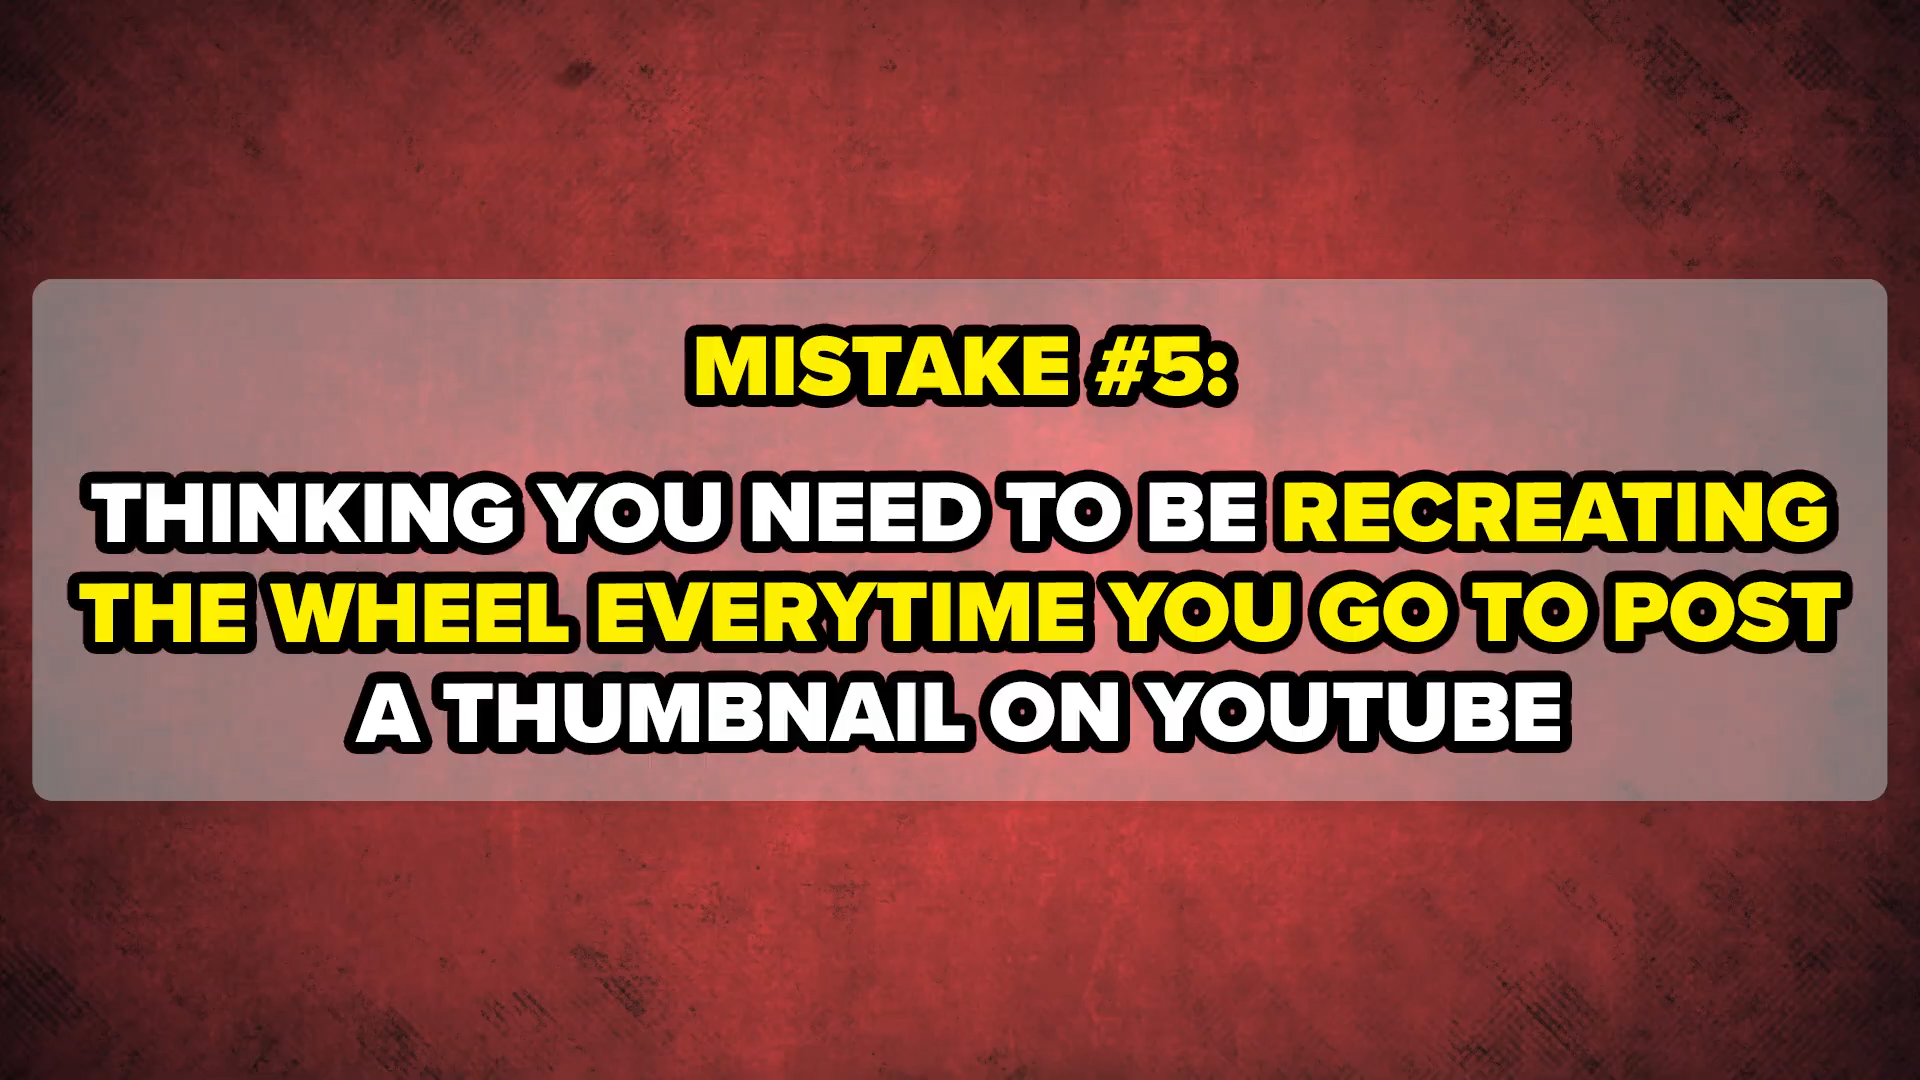 MISTAKE #5:
THINKING YOU NEED TO BE RECREATING
THE WHEEL EVERYTIME YOU GO TO POST
A THUMBNAIL ON YOUTUBE